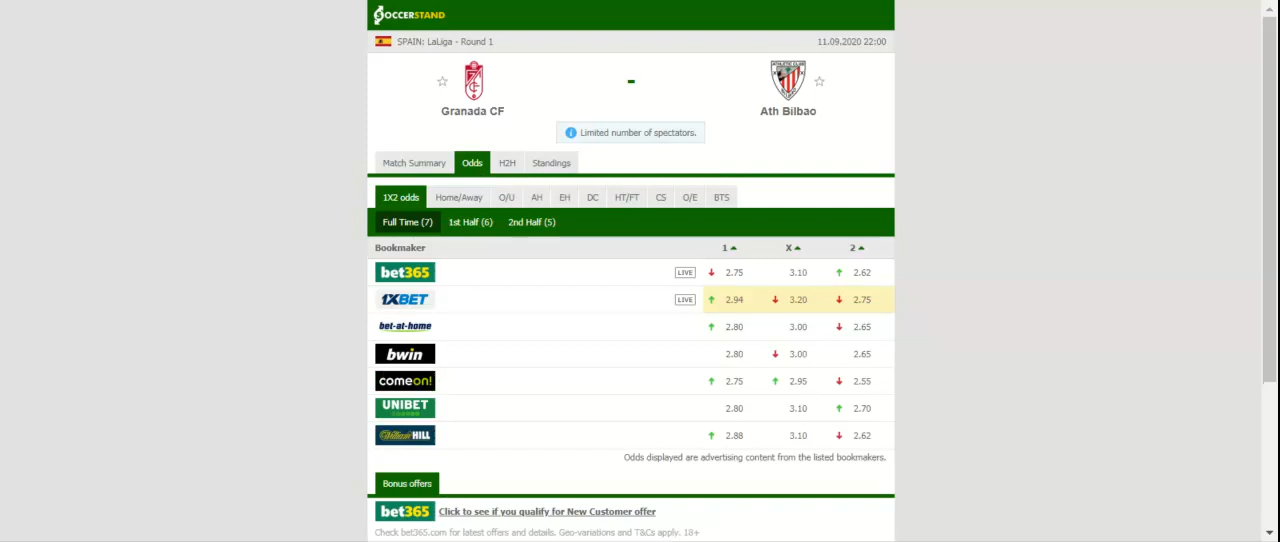 SOCCERSTAND
SPAIN: LaLiga - Round 1 11.09.2020 22:00
-
Granada CF Ath Bilbao
Limited number of spectators.
Match Summary Odds H2H Standings
1X2 odds Home/Away O/U AH EH DC HT/FT CS O/E BTS
Full Time (7) 1st Half (6) 2nd Half (5)
Bookmaker 1 X 2
bet365 LIVE 2.75 3.10 2.62
1XBET LIVE 2.94 3.20 2.75
bet-at-home 2.80 3.00 2.65
bwin 2.80 3.00 2.65
comeon! 2.75 2.95 2.55
UNIBET 2.80 3.10 2.70
William HILL 2.88 3.10 2.62
Odds displayed are advertising content from the listed bookmakers.
Bonus offers
bet365 Click to see if you qualify for New Customer offer
Check bet365.com for latest offers and details. Geo-variations and T&Cs apply. 18+